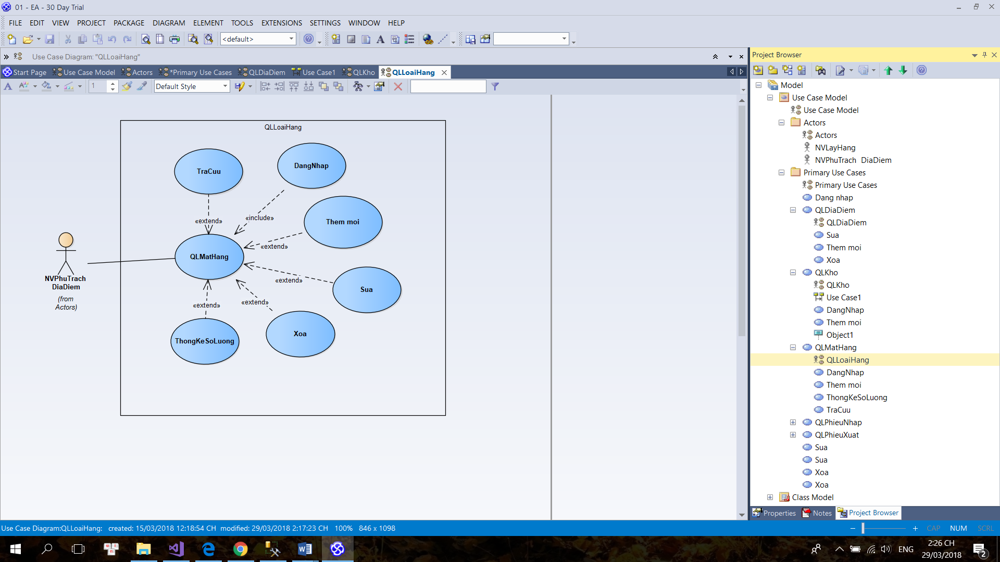 01 - EA - 30 Day Trial
FILE EDIT VIEW PROJECT PACKAGE DIAGRAM ELEMENT TOOLS EXTENSIONS SETTINGS WINDOW HELP
<default>
Use Case Diagram: "QLLoaiHang"
Start Page Use Case Model Actors *Primary Use Cases QLDiaDiem Use Case1 QLKho QLLoaiHang
1 Default Style
QLLoaiHang
TraCuu
DangNhap
«extend»
«include»
Them moi
«extend»
QLMatHang
NVPhuTrach
DiaDiem
(from
Actors)
«extend»
Sua
«extend»
«extend»
ThongKeSoLuong
Xoa
Project Browser
Model
Use Case Model
Use Case Model
Actors
Actors
NVLayHang
NVPhuTrach DiaDiem
Primary Use Cases
Primary Use Cases
Dang nhap
QLDiaDiem
QLDiaDiem
Sua
Them moi
Xoa
QLKho
QLKho
Use Case1
DangNhap
Them moi
Object1
QLMatHang
QLLoaiHang
DangNhap
Them moi
ThongKeSoLuong
TraCuu
QLPhieuNhap
QLPhieuXuat
Sua
Sua
Xoa
Xoa
Class Model
Properties Notes Project Browser
Use Case Diagram:QLLoaiHang: created: 15/03/2018 12:18:54 CH modified: 29/03/2018 2:17:23 CH 100% 846 x 1098
CAP NUM SCRL
ENG
2:26 CH
29/03/2018
2